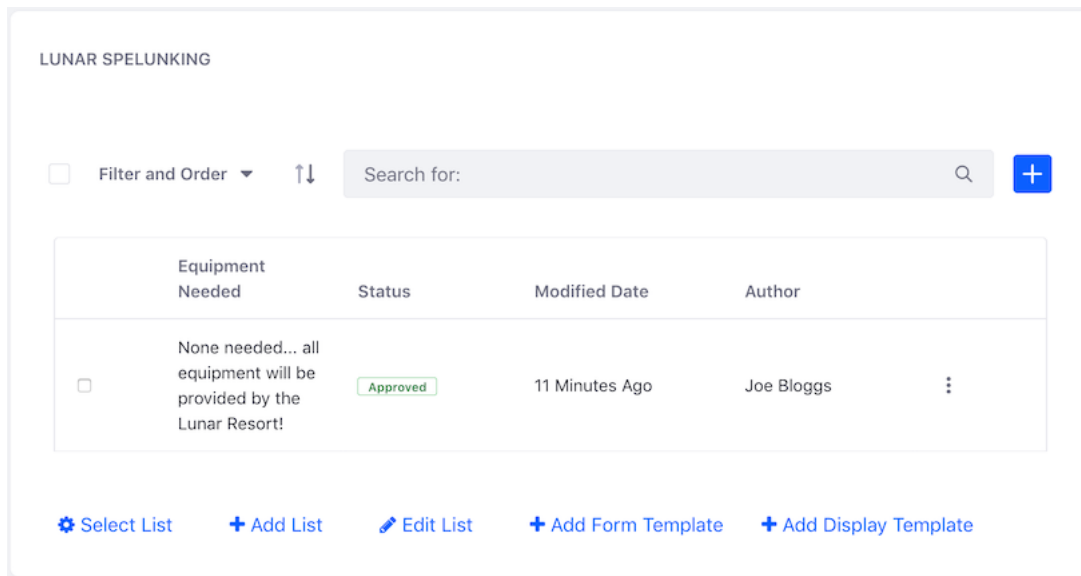 LUNAR SPELUNKING
Filter and Order
Search for:
Equipment
Needed
Status
Modified Date
Author
None needed... all
equipment will be
provided by the
Lunar Resort!
Approved
11 Minutes Ago
Joe Bloggs
Select List
Add List
Edit List
Add Form Template
Add Display Template